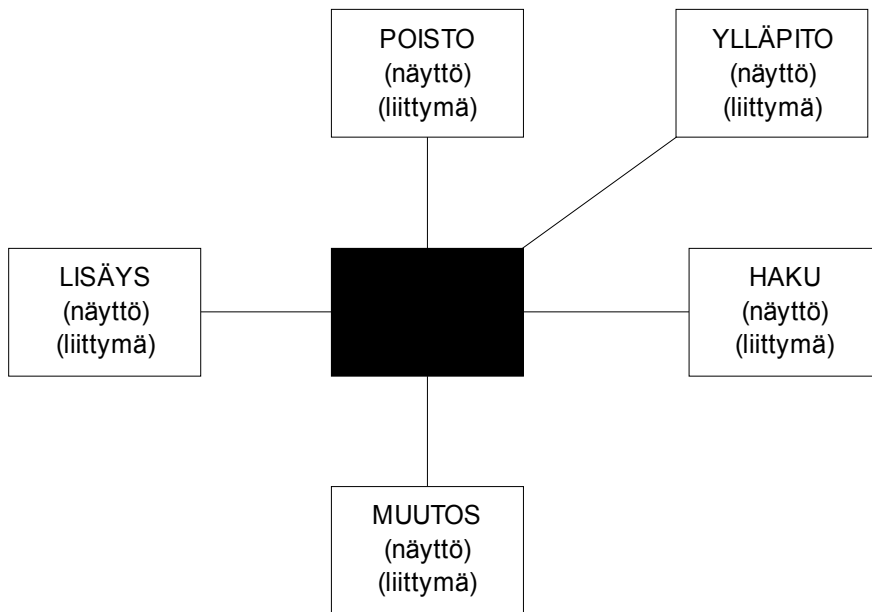 POISTO
(näyttö)
(liittymä)
YLLÄPITO
(näyttö)
(liittymä)
LISÄYS
(näyttö)
(liittymä)
HAKU
(näyttö)
(liittymä)
MUUTOS
(näyttö)
(liittymä)